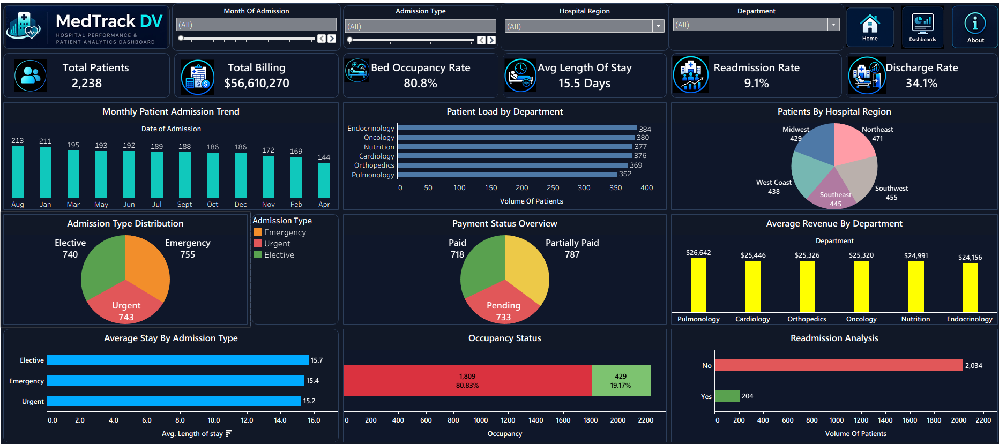 MedTrack DV
HOSPITAL PERFORMANCE &
PATIENT ANALYTICS DASHBOARD
Month Of Admission
(All)
Admission Type
(All)
Hospital Region
(All)
Department
(All)
Home
Dashboards
About
Total Patients
2,238
Total Billing
$56,610,270
Bed Occupancy Rate
80.8%
Avg Length Of Stay
15.5 Days
Readmission Rate
9.1%
Discharge Rate
34.1%
Monthly Patient Admission Trend
Date of Admission
213 211 195 193 192 189 188 186 186 172 169 144
Aug Jan Mar May Jun Jul Sept Oct Dec Nov Feb Apr
Patient Load by Department
Endocrinology 384
Oncology 380
Nutrition 377
Cardiology 376
Orthopedics 369
Pulmonology 352
0 50 100 150 200 250 300 350 400
Volume Of Patients
Patients By Hospital Region
Midwest
429
Northeast
471
West Coast
438
Southwest
455
Southeast
445
Admission Type Distribution
Elective
740
Emergency
755
Urgent
743
Admission Type
Emergency
Urgent
Elective
Payment Status Overview
Paid
718
Partially Paid
787
Pending
733
Average Revenue By Department
Department
$26,642 $25,446 $25,326 $25,320 $24,991 $24,156
Pulmonology Cardiology Orthopedics Oncology Nutrition Endocrinology
Average Stay By Admission Type
Elective 15.7
Emergency 15.4
Urgent 15.2
0.0 2.0 4.0 6.0 8.0 10.0 12.0 14.0 16.0
Avg. Length of stay
Occupancy Status
1,809
80.83%
429
19.17%
0 200 400 600 800 1000 1200 1400 1600 1800 2000 2200
Occupancy
Readmission Analysis
No 2,034
Yes 204
0 200 400 600 800 1000 1200 1400 1600 1800 2000 2200
Volume Of Patients